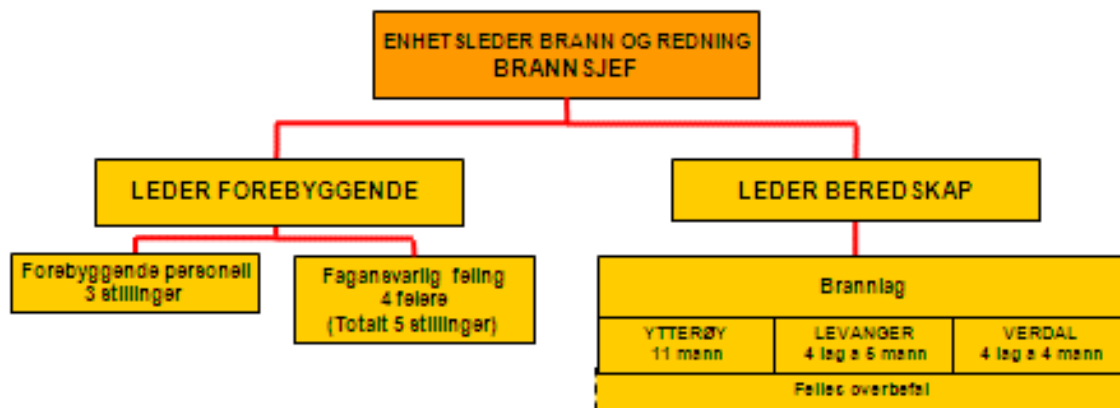 ENHETSLEDER BRANN OG REDNING
BRANNSJEF
LEDER FOREBYGGENDE
LEDER BEREDSKAP
Forebyggende personell
3 stillinger
Fagansvarlig feiing
4 feiere
(Totalt 5 stillinger)
Brannlag
YTTERØY
11 mann
LEVANGER
4 lag a 5 mann
VERDAL
4 lag a 4 mann
Felles overbefal